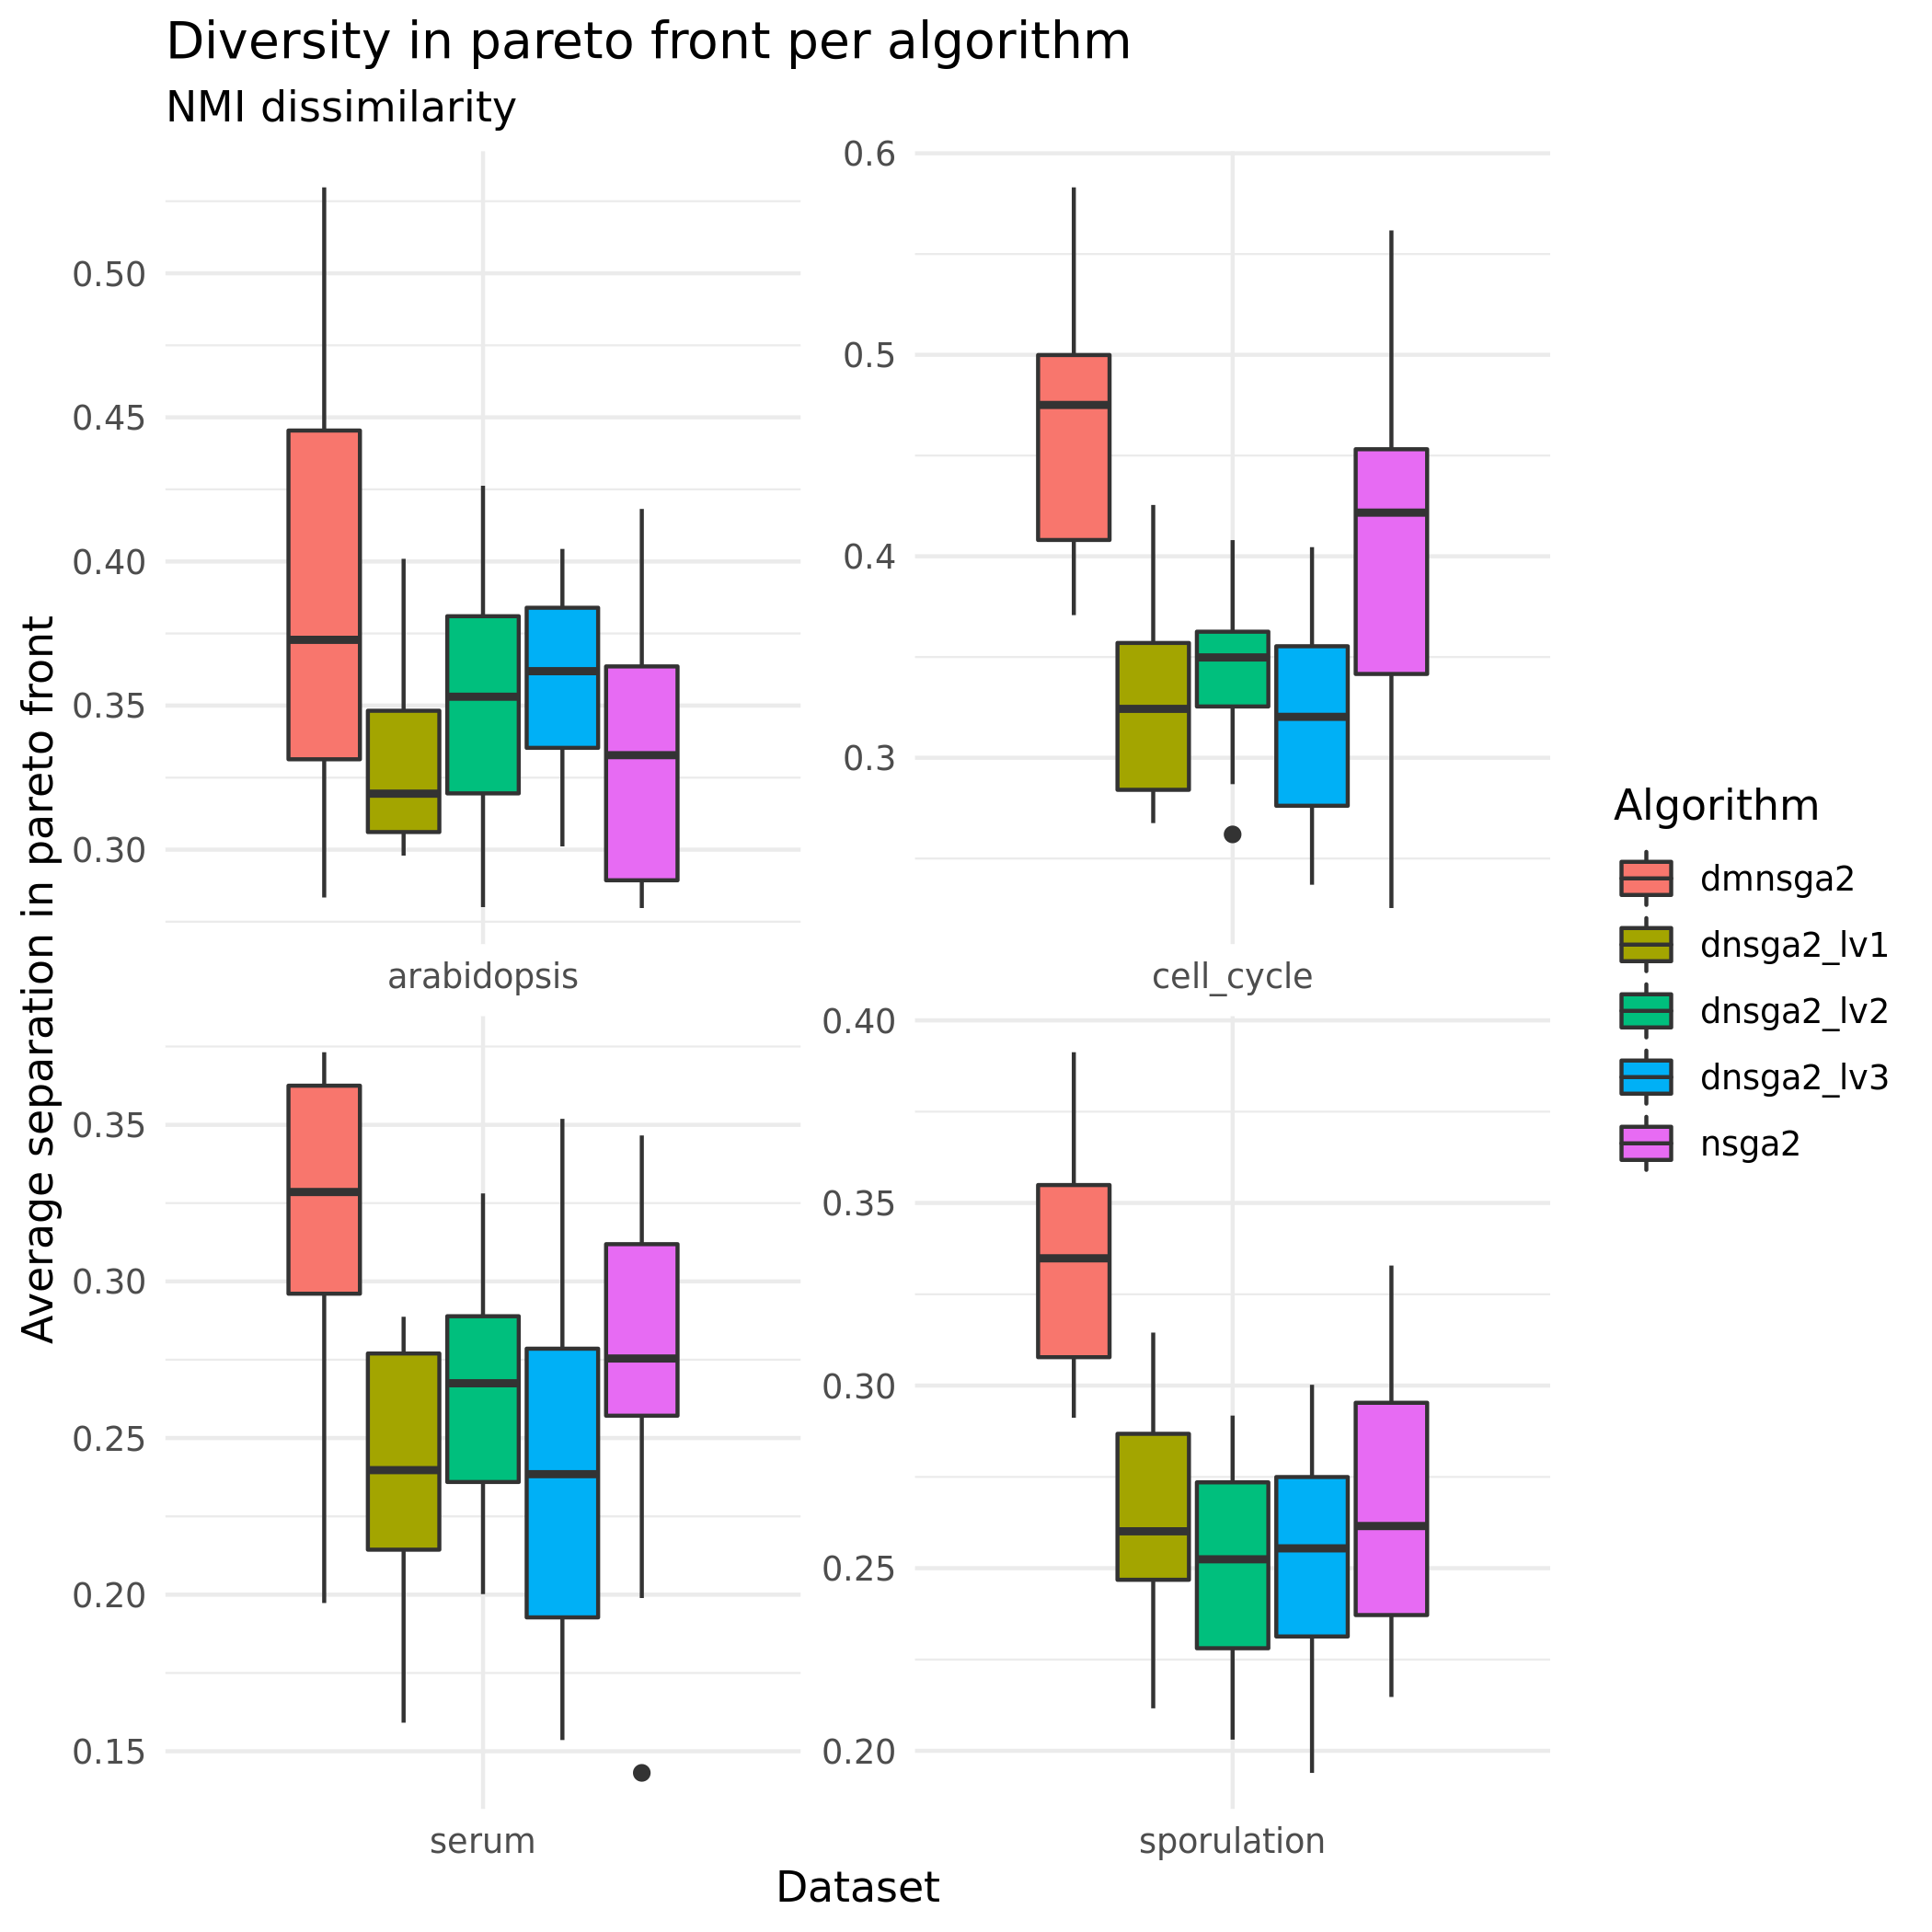 Diversity in pareto front per algorithm
NMI dissimilarity
Average separation in pareto front
0.50
0.45
0.40
0.35
0.30
arabidopsis
0.6
0.5
0.4
0.3
cell_cycle
0.35
0.30
0.25
0.20
0.15
serum
0.40
0.35
0.30
0.25
0.20
sporulation
Dataset
Algorithm
dmnsga2
dnsga2_lv1
dnsga2_lv2
dnsga2_lv3
nsga2